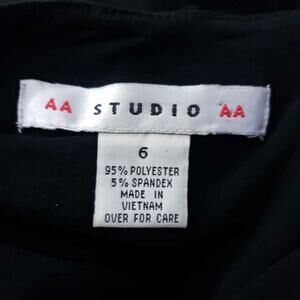 AA STUDIO AA
6
95% POLYESTER
5% SPANDEX
MADE IN
VIETNAM
OVER FOR CARE